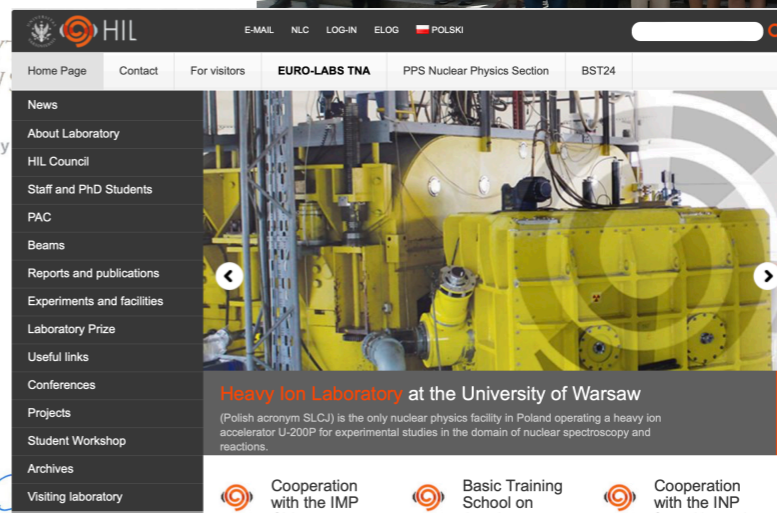 HIL
E-MAIL NLC LOG-IN ELOG POLSKI
Home Page Contact For visitors EURO-LABS TNA PPS Nuclear Physics Section BST24
News
About Laboratory
HIL Council
Staff and PhD Students
PAC
Beams
Reports and publications
Experiments and facilities
Laboratory Prize
Useful links
Conferences
Projects
Student Workshop
Archives
Visiting laboratory
Heavy Ion Laboratory at the University of Warsaw
(Polish acronym SLCJ) is the only nuclear physics facility in Poland operating a heavy ion
accelerator U-200P for experimental studies in the domain of nuclear spectroscopy and
reactions.
Cooperation
with the IMP
Basic Training
School on
Cooperation
with the INP